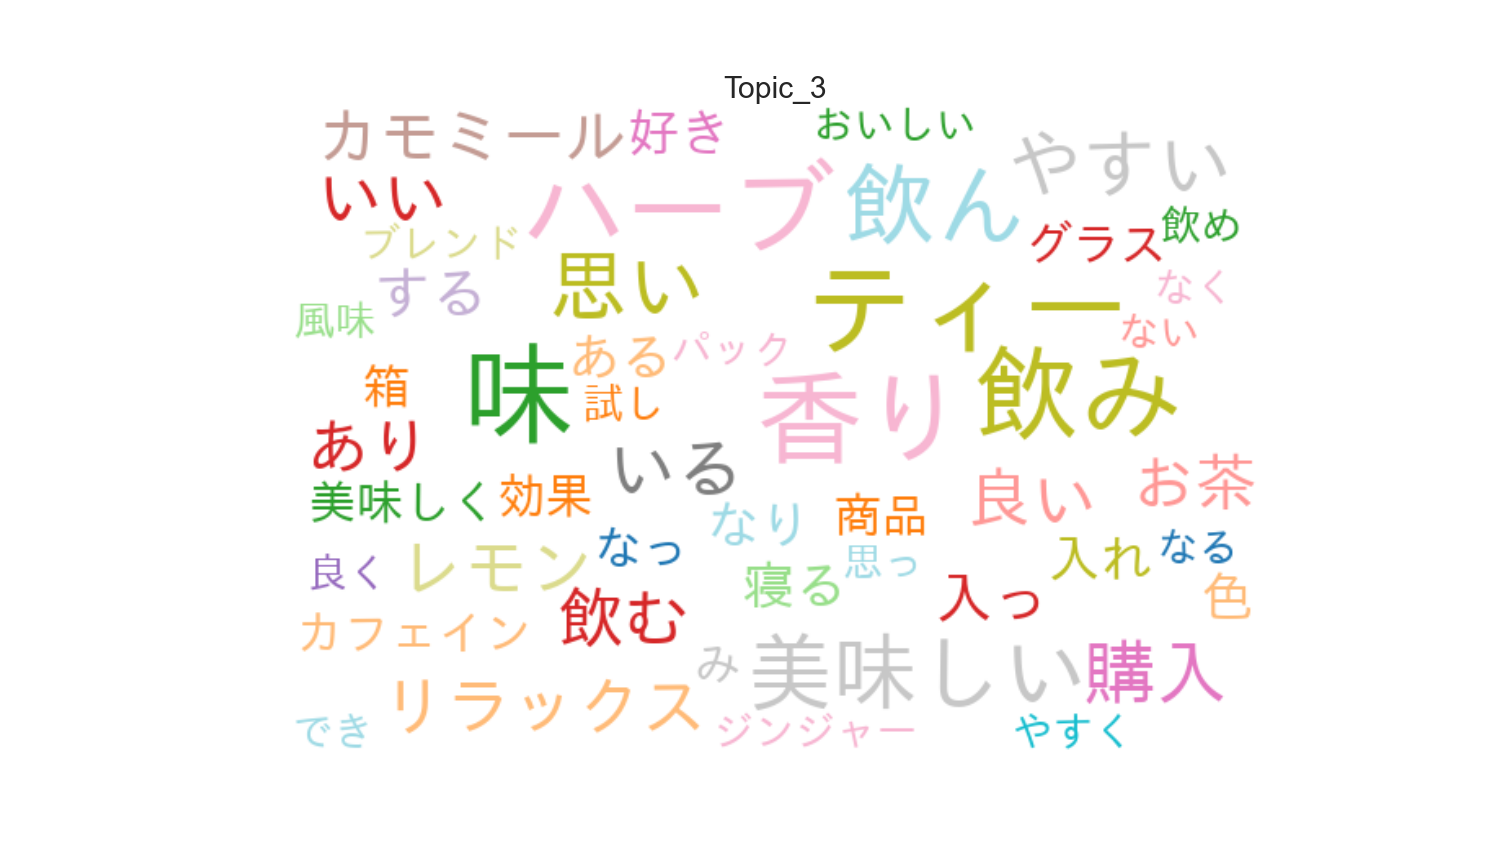 Topic_3
カモミール 好き おいしい やすい
いい ハーブ 飲ん グラス 飲め
ブレンド
する 思い ティー なく
風味 ある パック ない
箱 味 試し 香り 飲み
あり いる
美味しく 効果 なり 商品 良い お茶
良く レモン なっ 寝る 思っ 入れ なる
カフェイン 飲む 入っ 色
リラックス み 美味しい 購入
でき ジンジャー やすく